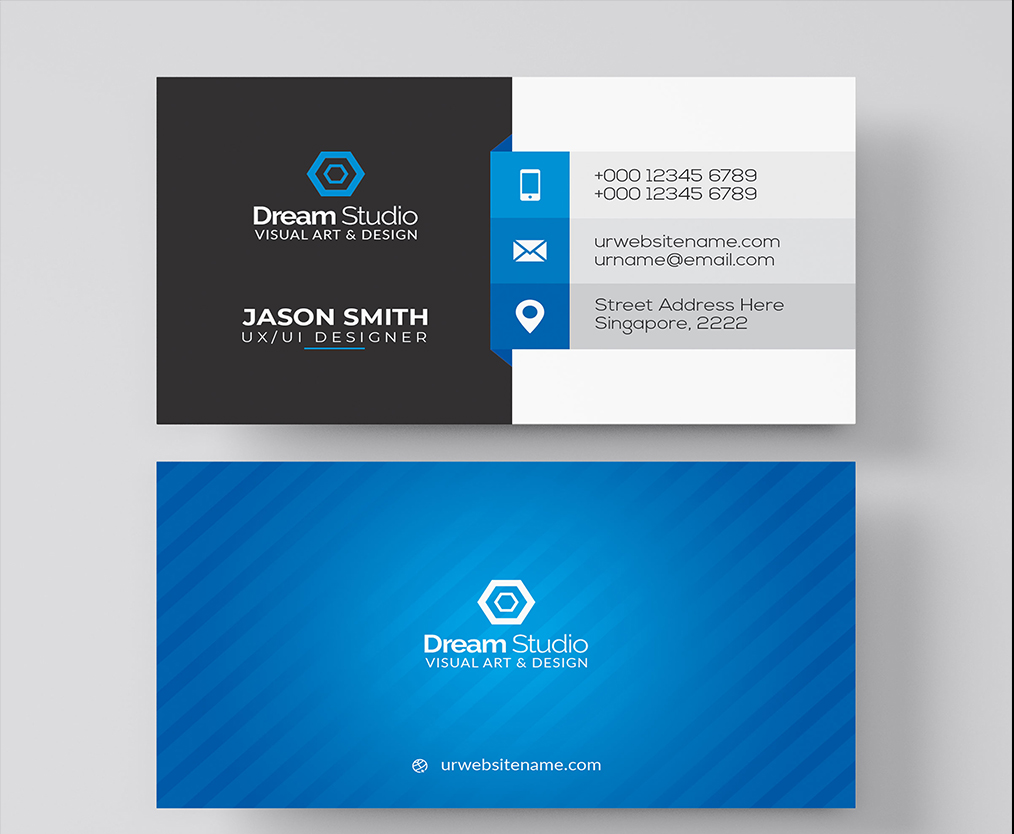 Dream Studio
VISUAL ART & DESIGN
JASON SMITH
UX/UI DESIGNER
+000 12345 6789
+000 12345 6789
urwebsitename.com
urname@email.com
Street Address Here
Singapore, 2222
Dream Studio
VISUAL ART & DESIGN
urwebsitename.com